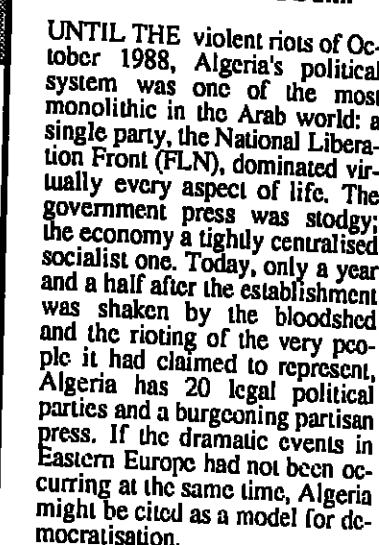 UNTIL THE violent riots of Oc-
tober 1988, Algeria's political
system was one of the most
monolithic in the Arab world: a
single party, the National Libera-
tion Front (FLN), dominated vir-
tually every aspect of life. The
government press was stodgy;
the economy a tightly centralised
socialist one. Today, only a year
and a half after the establishment
was shaken by the bloodshed
and the rioting of the very peo-
ple it had claimed to represent,
Algeria has 20 legal political
parties and a burgeoning partisan
press. If the dramatic events in
Eastern Europe had not been oc-
curring at the same time, Algeria
might be cited as a model for de-
mocratisation.